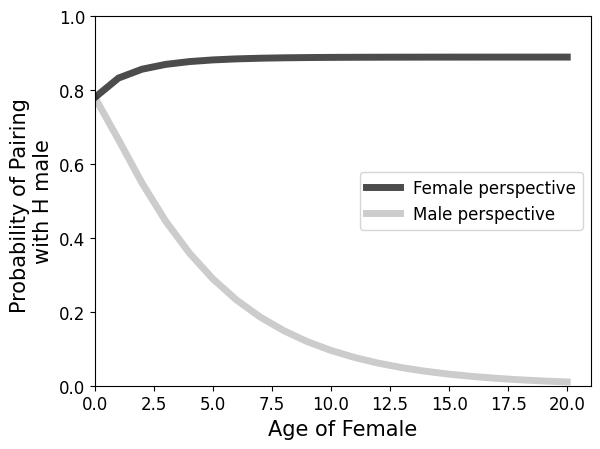 1.0
0.8
0.6
0.4
0.2
0.0
Probability of Pairing
with H male
Female perspective
Male perspective
0.0 2.5 5.0 7.5 10.0 12.5 15.0 17.5 20.0
Age of Female